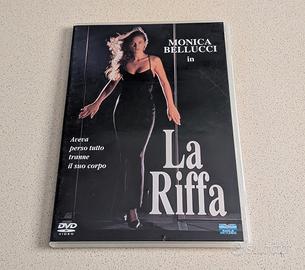 MONICA
BELLUCCI
in
Aveva
perso tutto
tranne
il suo corpo
La
Riffa
DVD
VIDEO